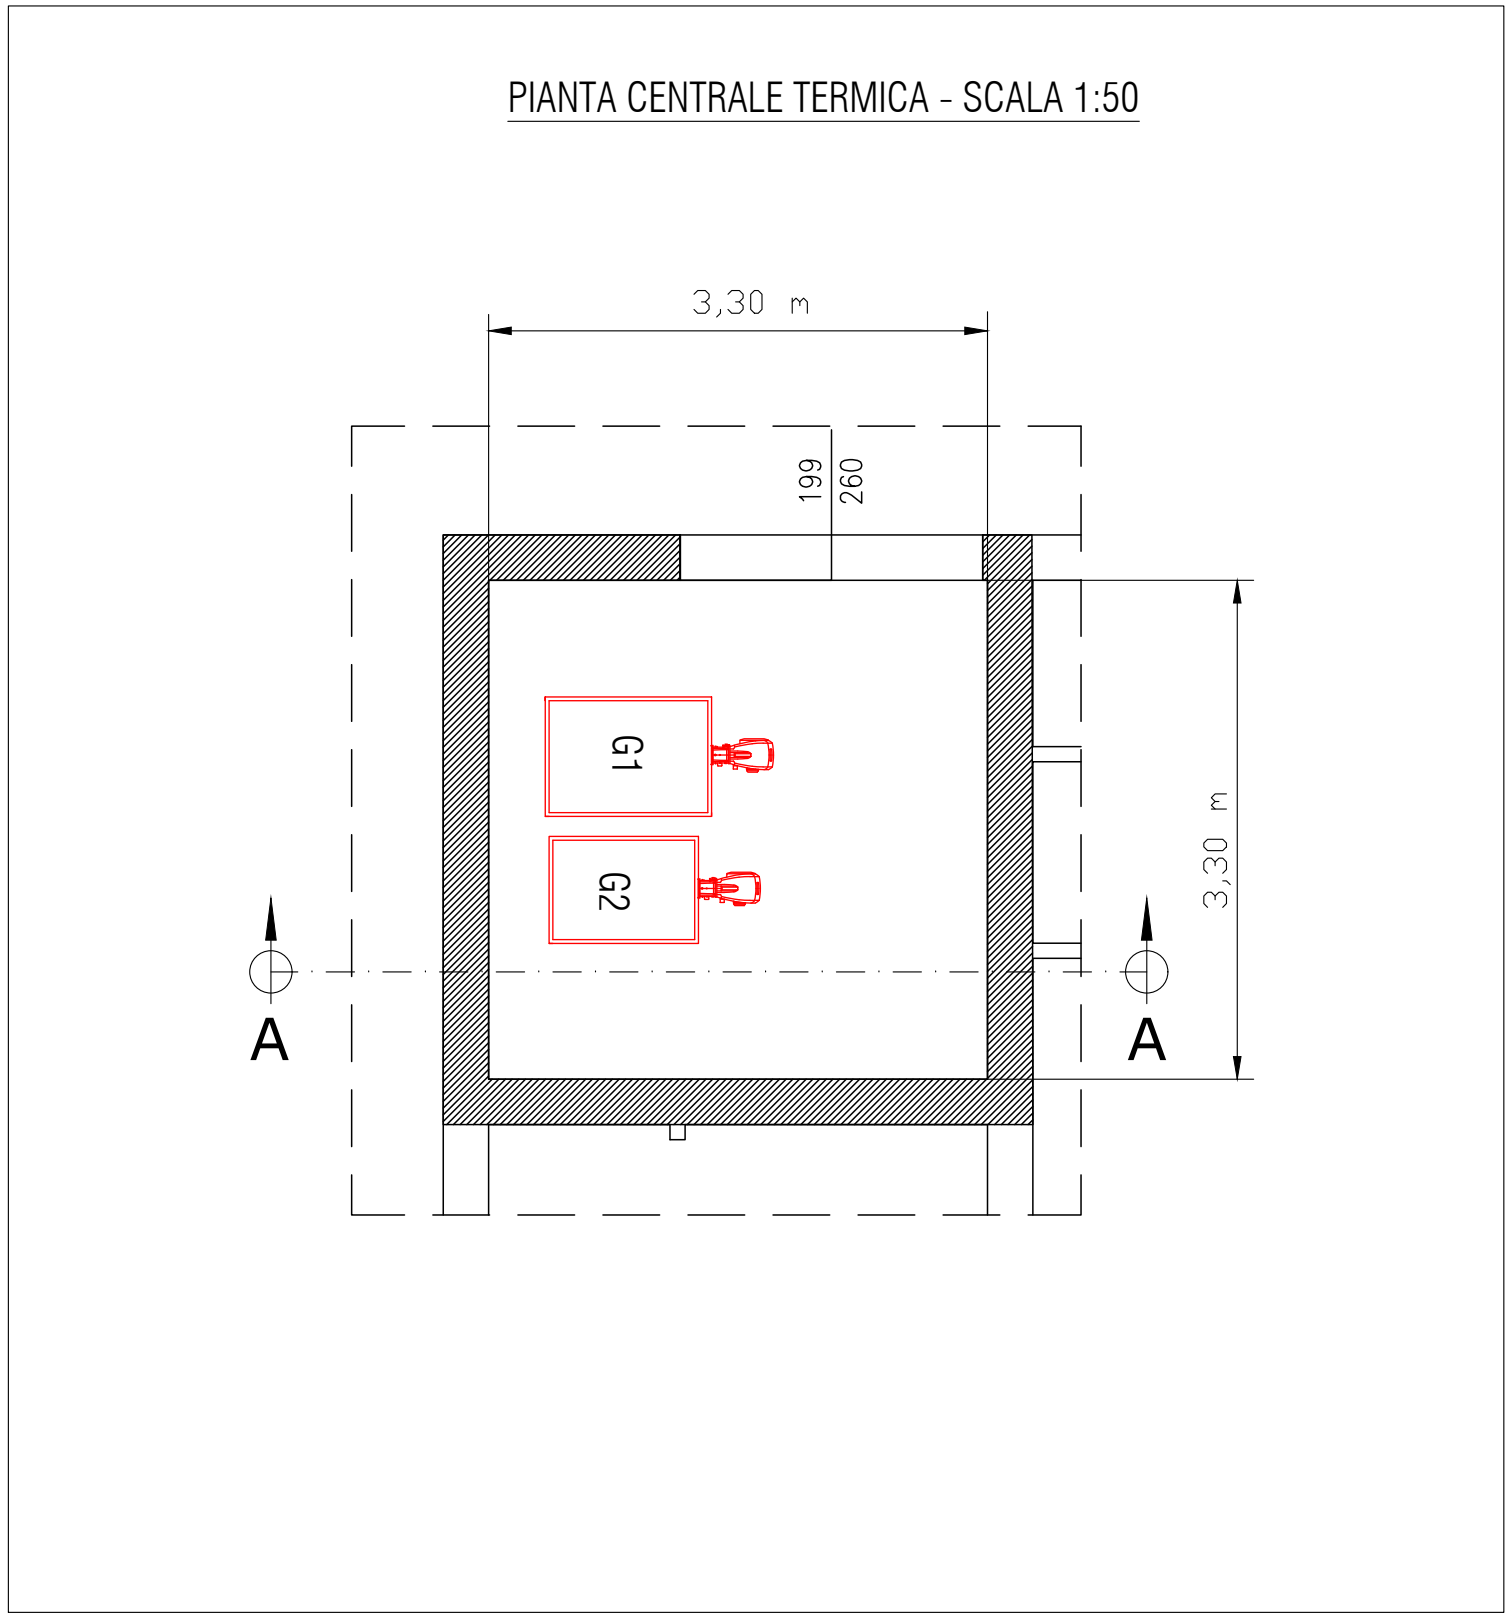 PIANTA CENTRALE TERMICA - SCALA 1:50
3,30 m
199
260
G1
3,30 m
G2
A
A